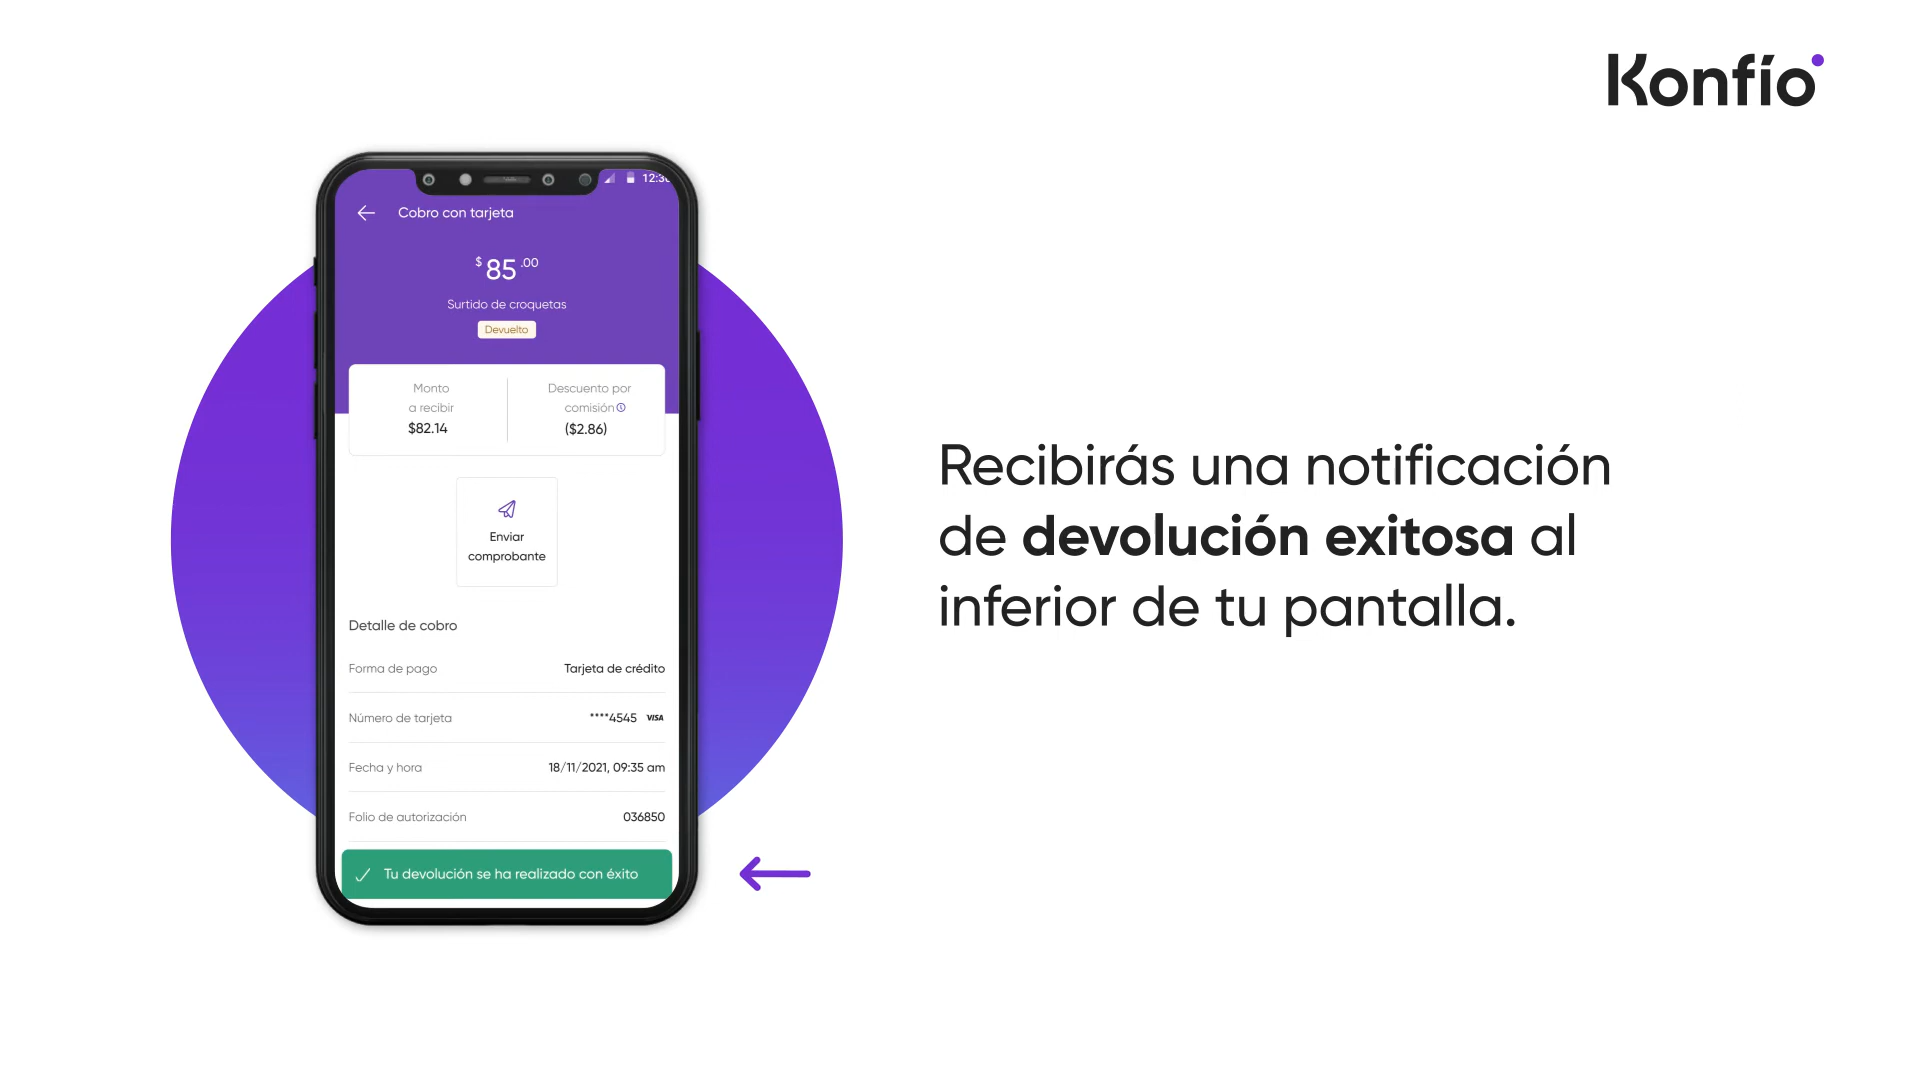 Konfío
12:30
Cobro con tarjeta
$ 85 .00
Surtido de croquetas
Devuelto
Monto
a recibir
$82.14
Descuento por
comisión
($2.86)
Enviar
comprobante
Detalle de cobro
Forma de pago Tarjeta de crédito
Número de tarjeta ****4545 VISA
Fecha y hora 18/11/2021, 09:35 am
Folio de autorización 036850
Tu devolución se ha realizado con éxito
Recibirás una notificación
de devolución exitosa al
inferior de tu pantalla.